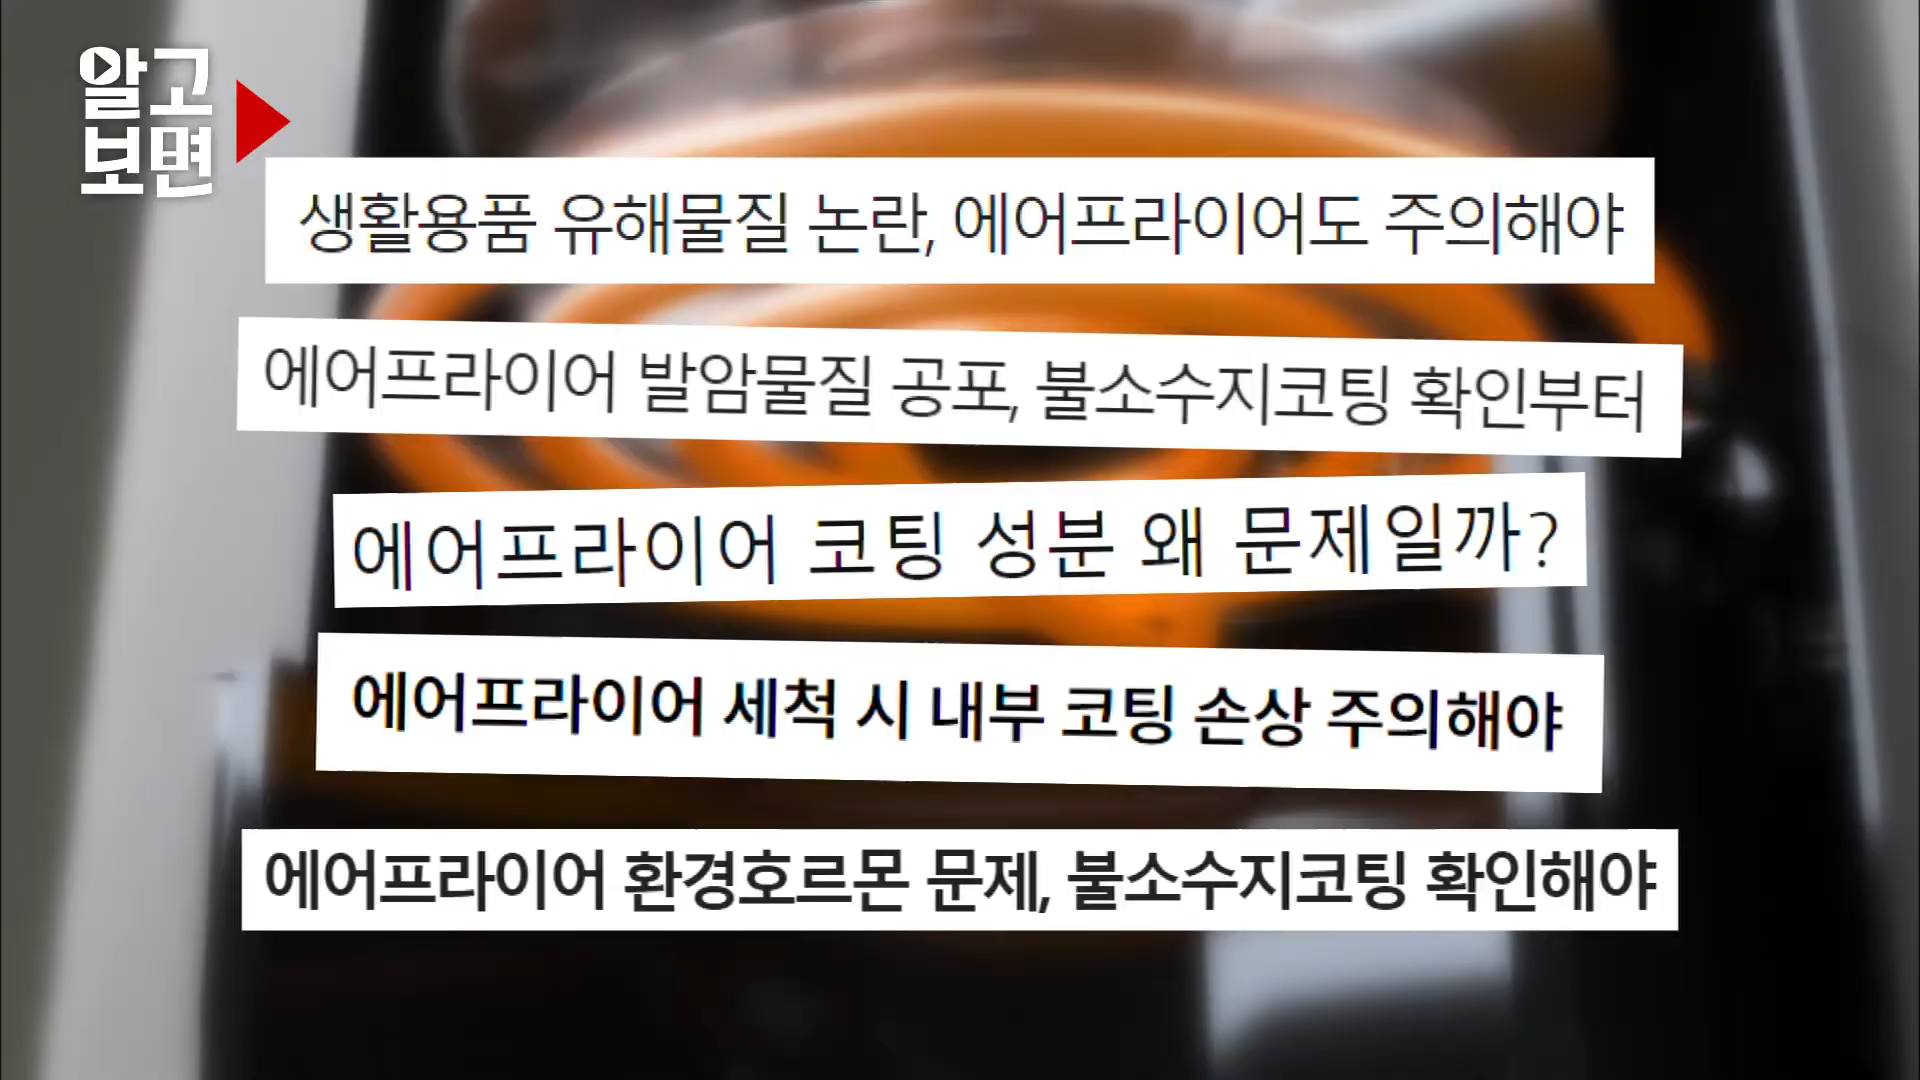 알고
보면
생활용품 유해물질 논란, 에어프라이어도 주의해야
에어프라이어 발암물질 공포, 불소수지코팅 확인부터
에어프라이어 코팅 성분 왜 문제일까?
에어프라이어 세척 시 내부 코팅 손상 주의해야
에어프라이어 환경호르몬 문제, 불소수지코팅 확인해야